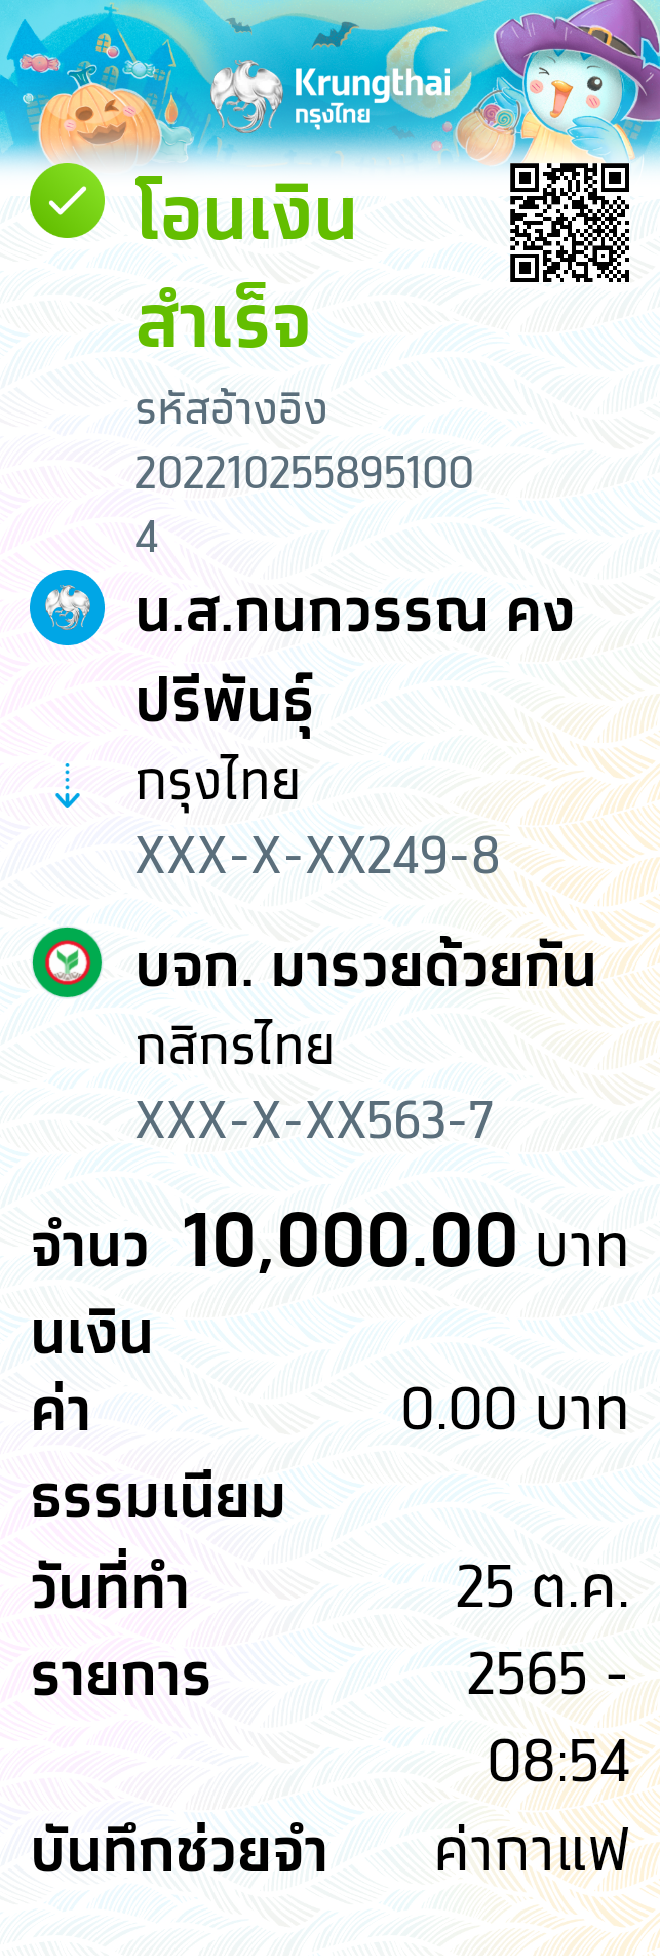 Krungthai
กรุงไทย
โอนเงิน
สำเร็จ
รหัสอ้างอิง
202210255895100
4
น.ส.กนกวรรณ คง
ปรีพันธุ์
กรุงไทย
XXX-X-XX249-8
บจก. มารวยด้วยกัน
กสิกรไทย
XXX-X-XX563-7
จำนว 10,000.00 บาท
นเงิน
ค่า 0.00 บาท
ธรรมเนียม
วันที่ทำ 25 ต.ค.
รายการ 2565 -
08:54
บันทึกช่วยจำ ค่ากาแฟ